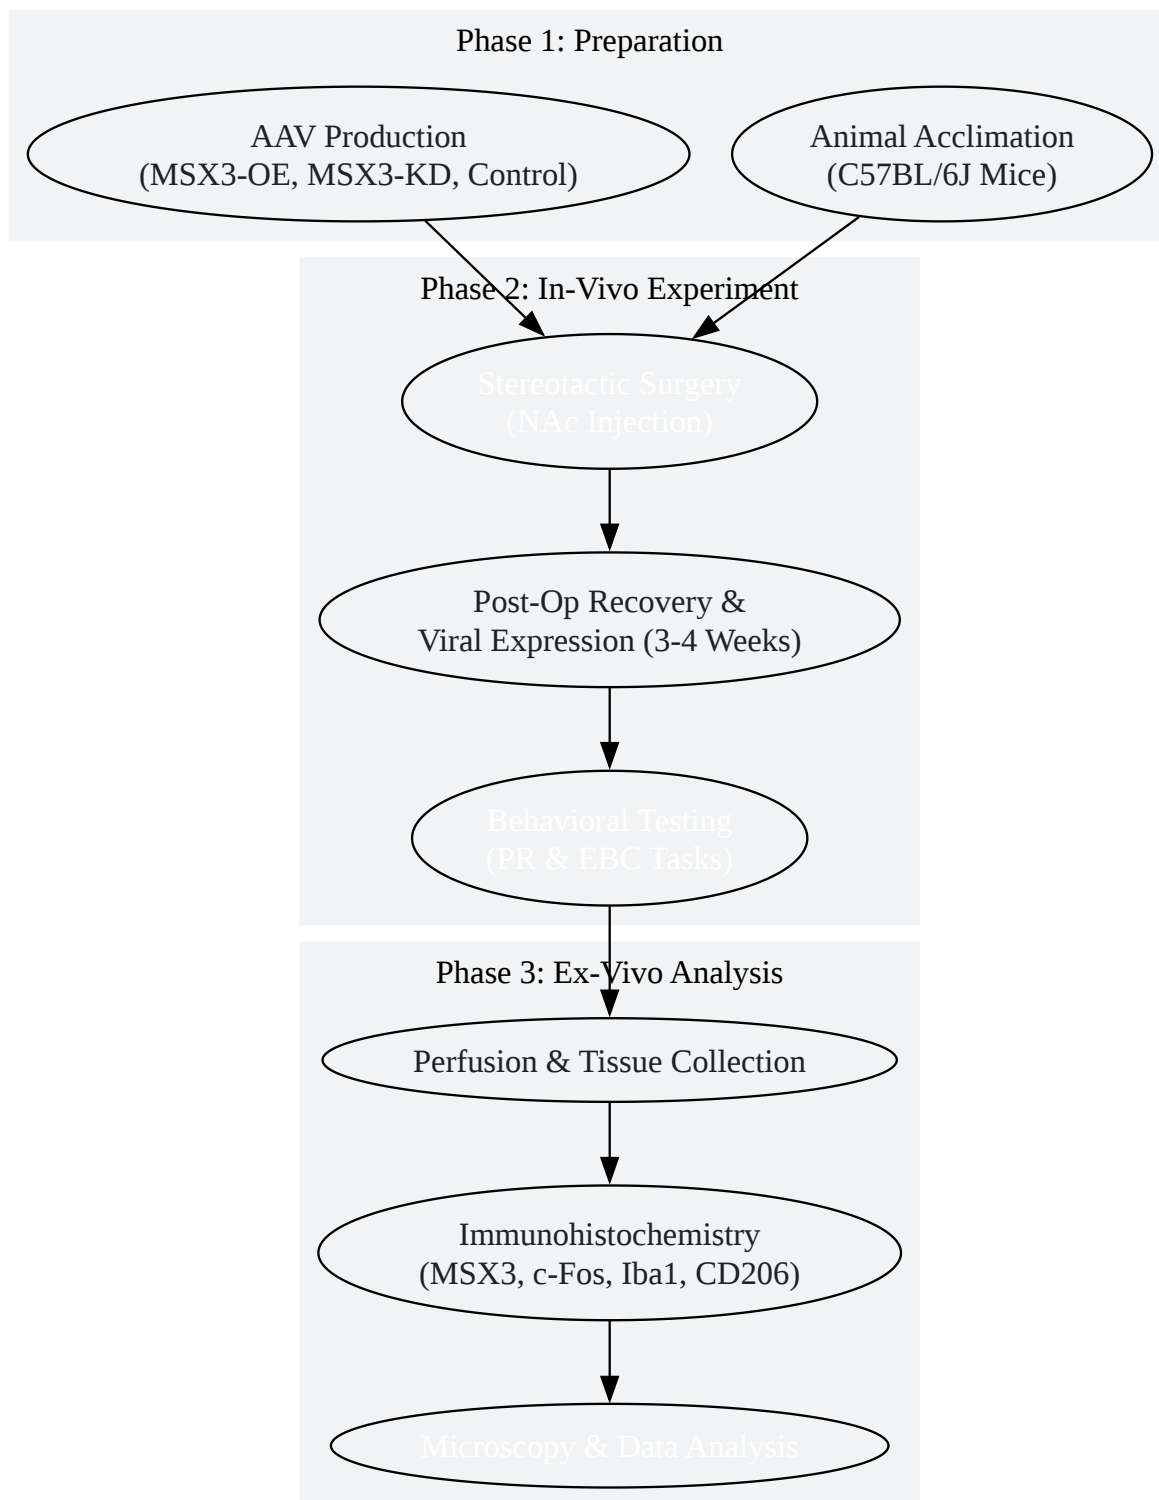 Phase 1: Preparation
AAV Production
(MSX3-OE, MSX3-KD, Control)
Animal Acclimation
(C57BL/6J Mice)
Phase 2: In-Vivo Experiment
Stereotactic Surgery
(NAc Injection)
Post-Op Recovery &
Viral Expression (3-4 Weeks)
Behavioral Testing
(PR & EBC Tasks)
Phase 3: Ex-Vivo Analysis
Perfusion & Tissue Collection
Immunohistochemistry
(MSX3, c-Fos, Iba1, CD206)
Microscopy & Data Analysis